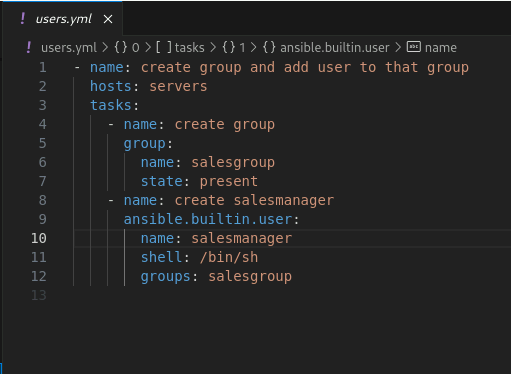 ! users.yml ×
! users.yml > {} 0 > [ ] tasks > {} 1 > {} ansible.builtin.user > abc name
1 - name: create group and add user to that group
2 hosts: servers
3 tasks:
4 - name: create group
5 group:
6 name: salesgroup
7 state: present
8 - name: create salesmanager
9 ansible.builtin.user:
10 name: salesmanager
11 shell: /bin/sh
12 groups: salesgroup
13